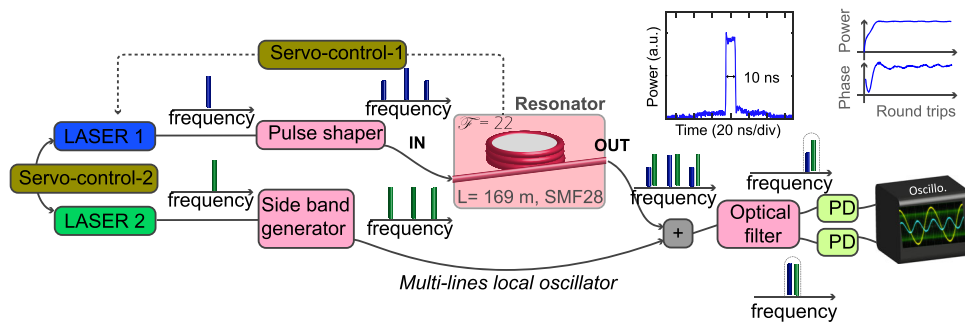 Servo-control-1
LASER 1
frequency
Pulse shaper
frequency
IN
Resonator
ℱ = 22
L= 169 m, SMF28
OUT
Servo-control-2
LASER 2
frequency
Side band
generator
frequency
Multi-lines local oscillator
frequency
+
Optical
filter
frequency
PD
PD
frequency
Oscillo.
Power (a.u.)
10 ns
Time (20 ns/div)
Power
Phase
Round trips